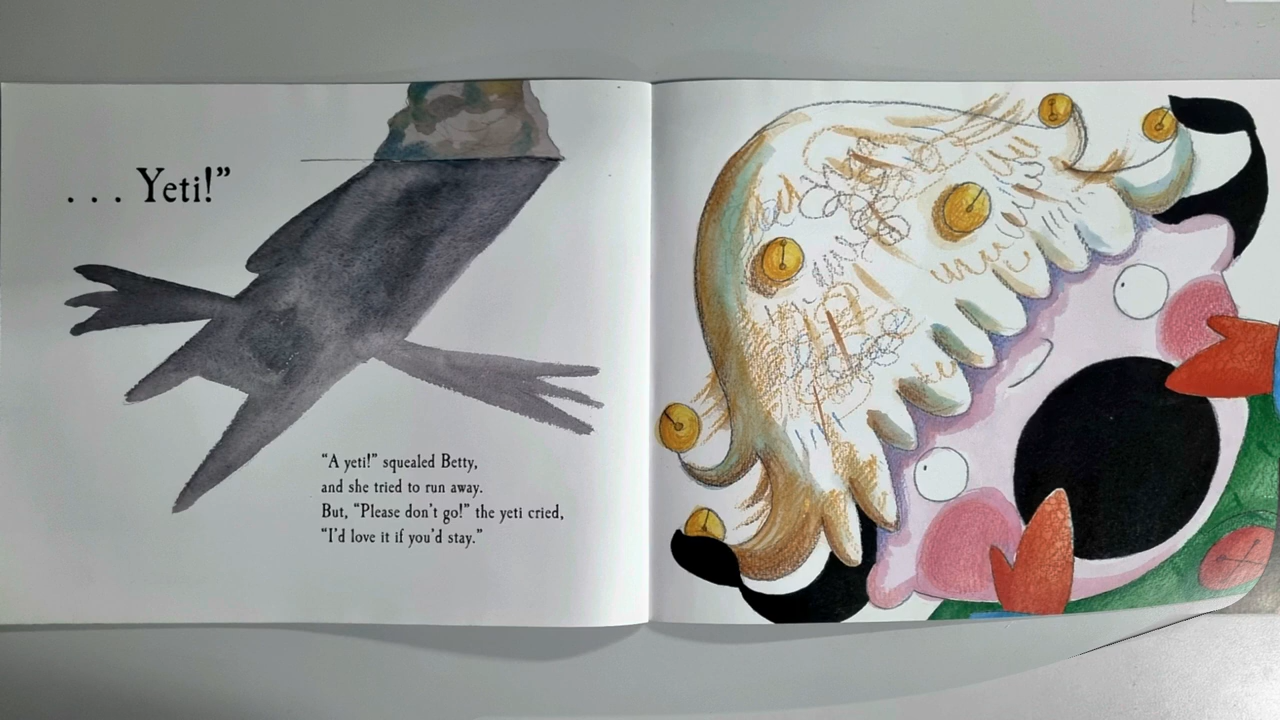 . . . Yeti!”
“A yeti!” squealed Betty,
and she tried to run away.
But, “Please don’t go!” the yeti cried,
“I’d love it if you’d stay.”